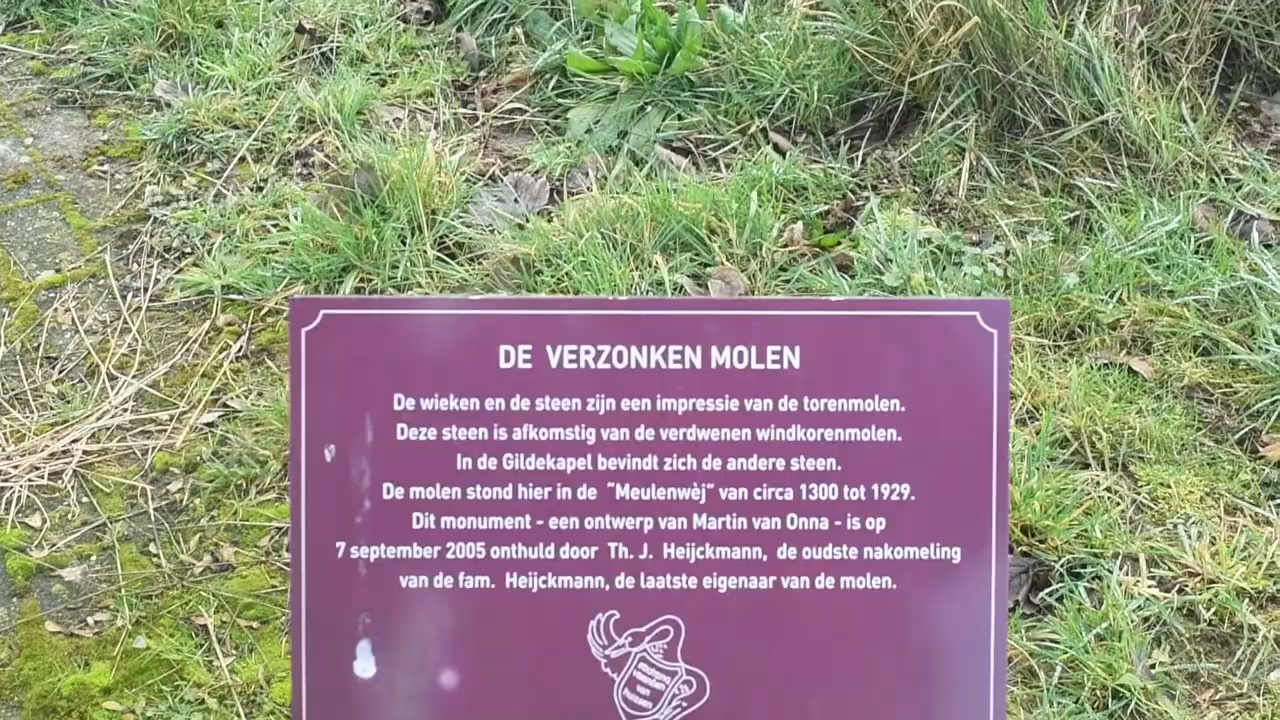 DE VERZONKEN MOLEN
De wieken en de steen zijn een impressie van de torenmolen.
Deze steen is afkomstig van de verdwenen windkorenmolen.
In de Gildekapel bevindt zich de andere steen.
De molen stond hier in de “Meulenwèj” van circa 1300 tot 1929.
Dit monument - een ontwerp van Martin van Onna - is op
7 september 2005 onthuld door Th. J. Heijckmann, de oudste nakomeling
van de fam. Heijckmann, de laatste eigenaar van de molen.
van